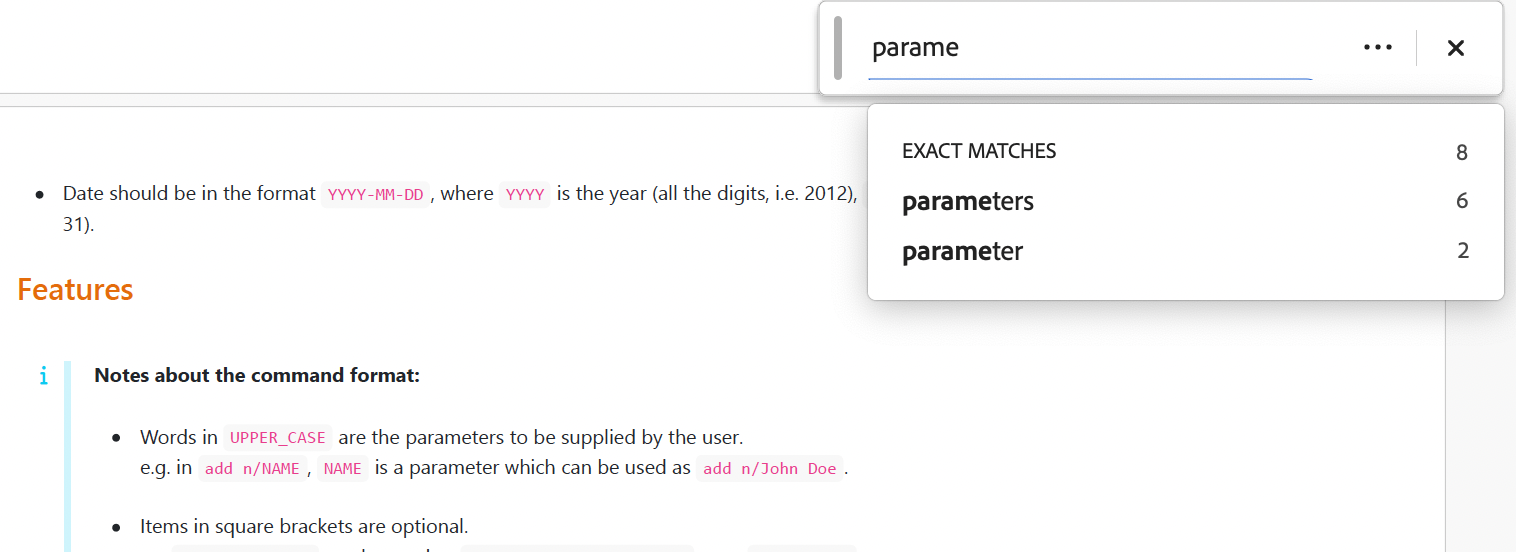 parame
EXACT MATCHES 8
parameters 6
parameter 2
• Date should be in the format YYYY-MM-DD , where YYYY is the year (all the digits, i.e. 2012),
31).
Features
i Notes about the command format:
• Words in UPPER_CASE are the parameters to be supplied by the user.
e.g. in add n/NAME , NAME is a parameter which can be used as add n/John Doe .
• Items in square brackets are optional.